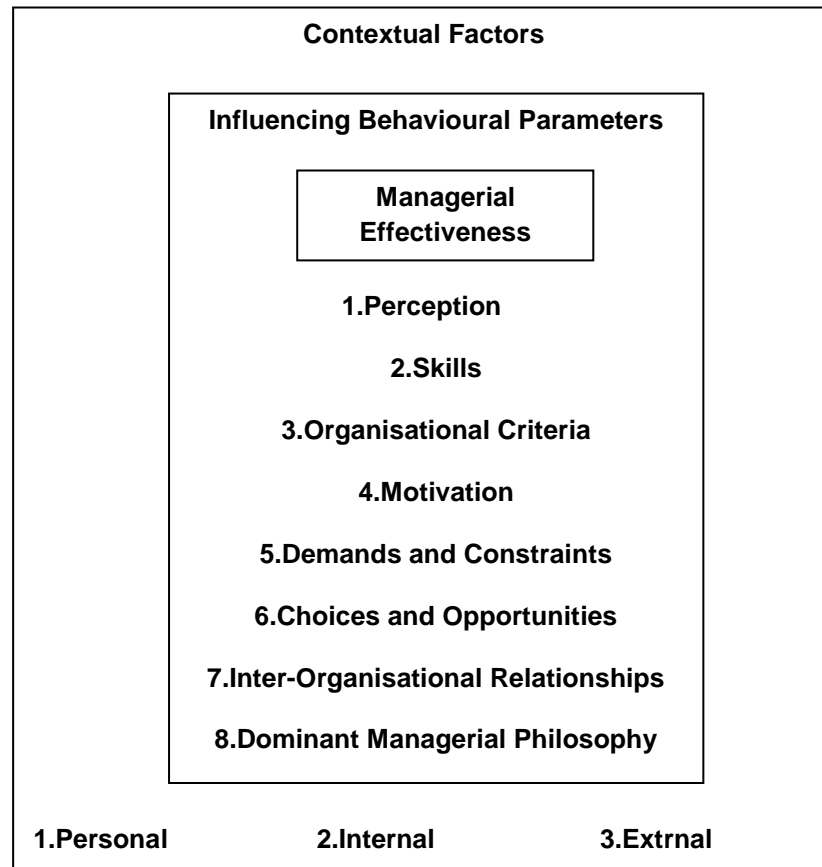 Contextual Factors
Influencing Behavioural Parameters
Managerial
Effectiveness
1.Perception
2.Skills
3.Organisational Criteria
4.Motivation
5.Demands and Constraints
6.Choices and Opportunities
7.Inter-Organisational Relationships
8.Dominant Managerial Philosophy
1.Personal 2.Internal 3.Extrnal